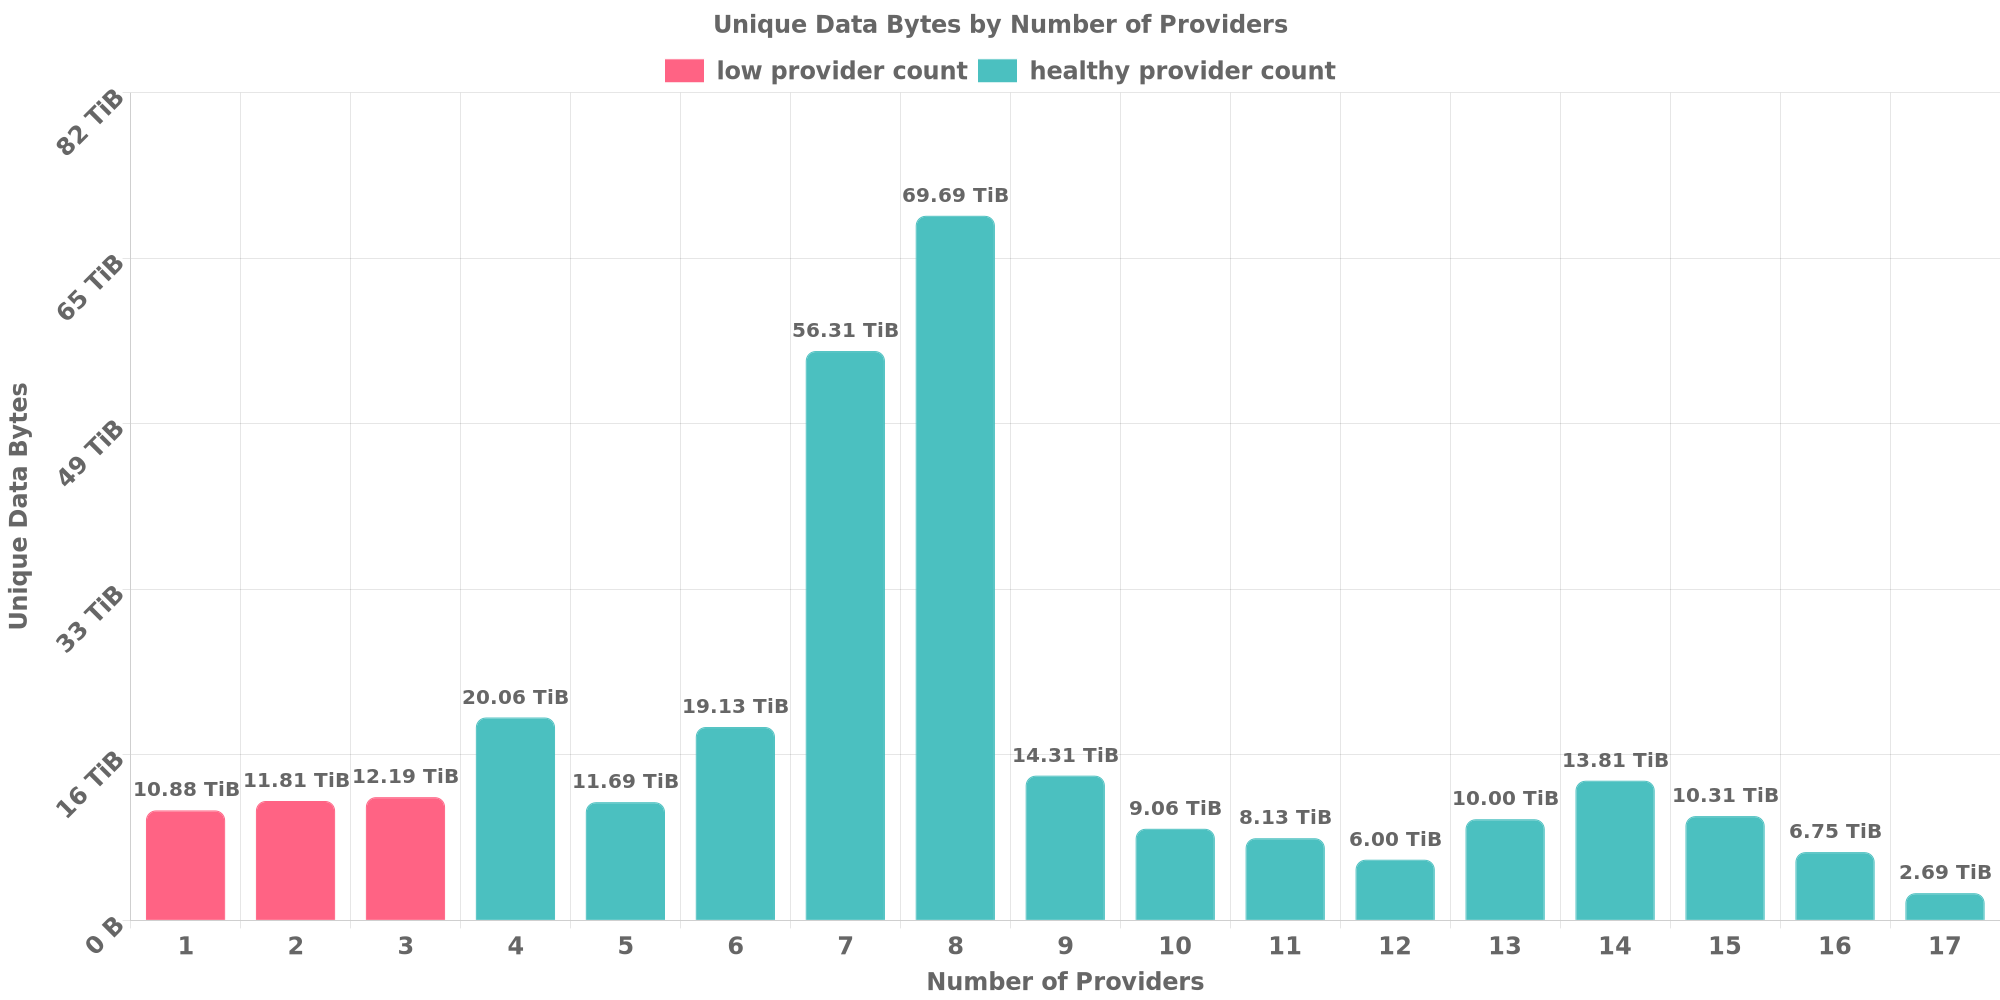 Unique Data Bytes by Number of Providers
low provider count
healthy provider count
82 TiB
65 TiB
49 TiB
33 TiB
16 TiB
0 B
Unique Data Bytes
10.88 TiB
11.81 TiB
12.19 TiB
20.06 TiB
11.69 TiB
19.13 TiB
56.31 TiB
69.69 TiB
14.31 TiB
9.06 TiB
8.13 TiB
6.00 TiB
10.00 TiB
13.81 TiB
10.31 TiB
6.75 TiB
2.69 TiB
1 2 3 4 5 6 7 8 9 10 11 12 13 14 15 16 17
Number of Providers